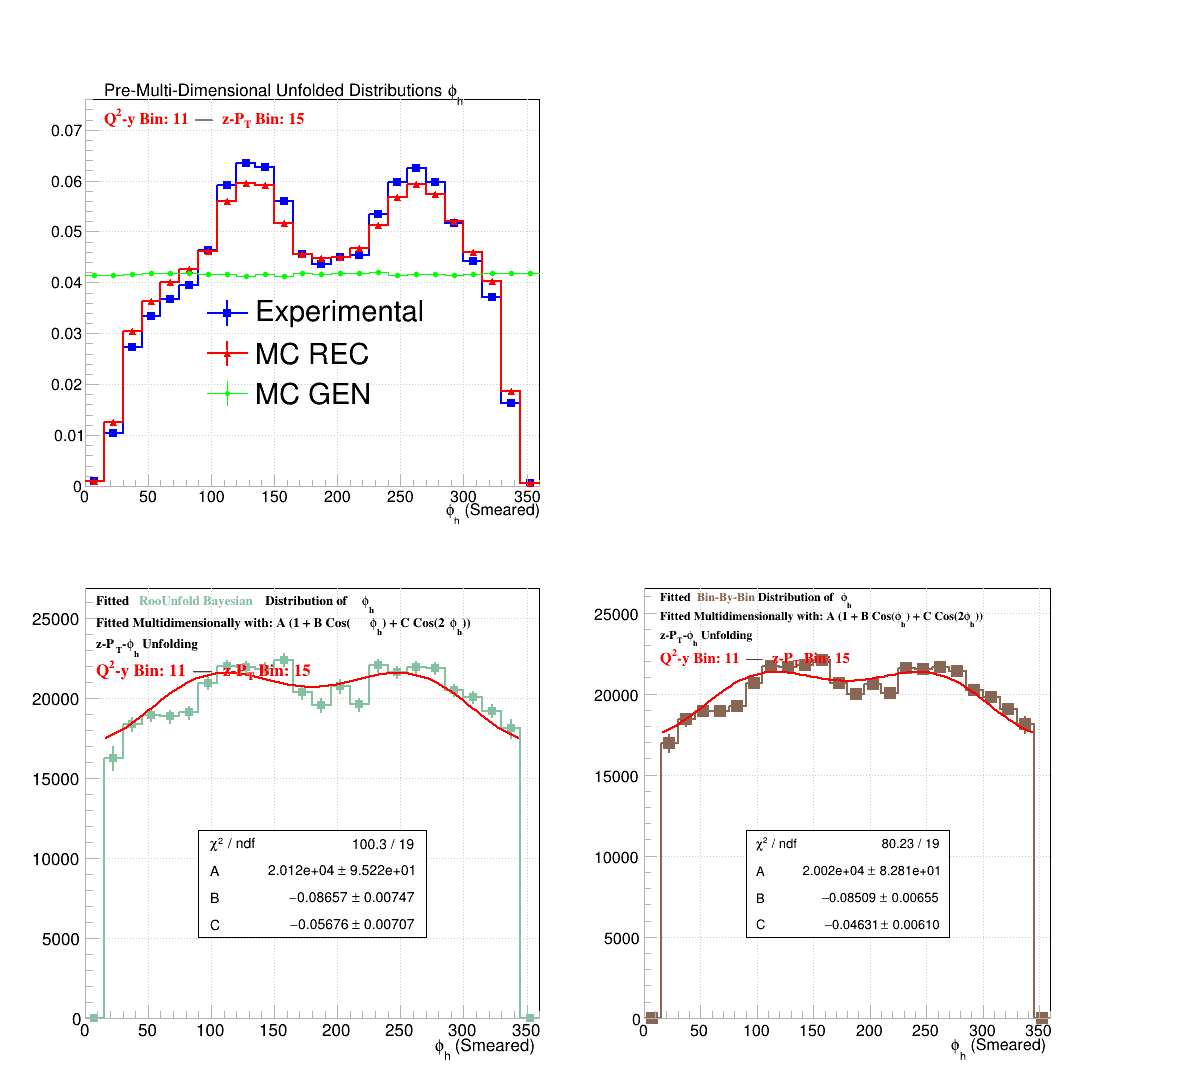 Pre-Multi-Dimensional Unfolded Distributions ϕh
Q2-y Bin: 11 — z-PT Bin: 15
0.07
0.06
0.05
0.04
0.03
0.02
0.01
0
Experimental
MC REC
MC GEN
0 50 100 150 200 250 300 350
ϕh (Smeared)
Fitted RooUnfold Bayesian Distribution of ϕh
Fitted Multidimensionally with: A (1 + B Cos( ϕh) + C Cos(2 ϕh))
z-PT-ϕh Unfolding
Q2-y Bin: 11 — z-PT Bin: 15
25000
20000
15000
10000
5000
0
χ2 / ndf 100.3 / 19
A 2.012e+04 ± 9.522e+01
B −0.08657 ± 0.00747
C −0.05676 ± 0.00707
0 50 100 150 200 250 300 350
ϕh (Smeared)
Fitted Bin-By-Bin Distribution of ϕh
Fitted Multidimensionally with: A (1 + B Cos(ϕh) + C Cos(2ϕh))
z-PT-ϕh Unfolding
Q2-y Bin: 11 — z-PT Bin: 15
25000
20000
15000
10000
5000
0
χ2 / ndf 80.23 / 19
A 2.002e+04 ± 8.281e+01
B −0.08509 ± 0.00655
C −0.04631 ± 0.00610
0 50 100 150 200 250 300 350
ϕh (Smeared)